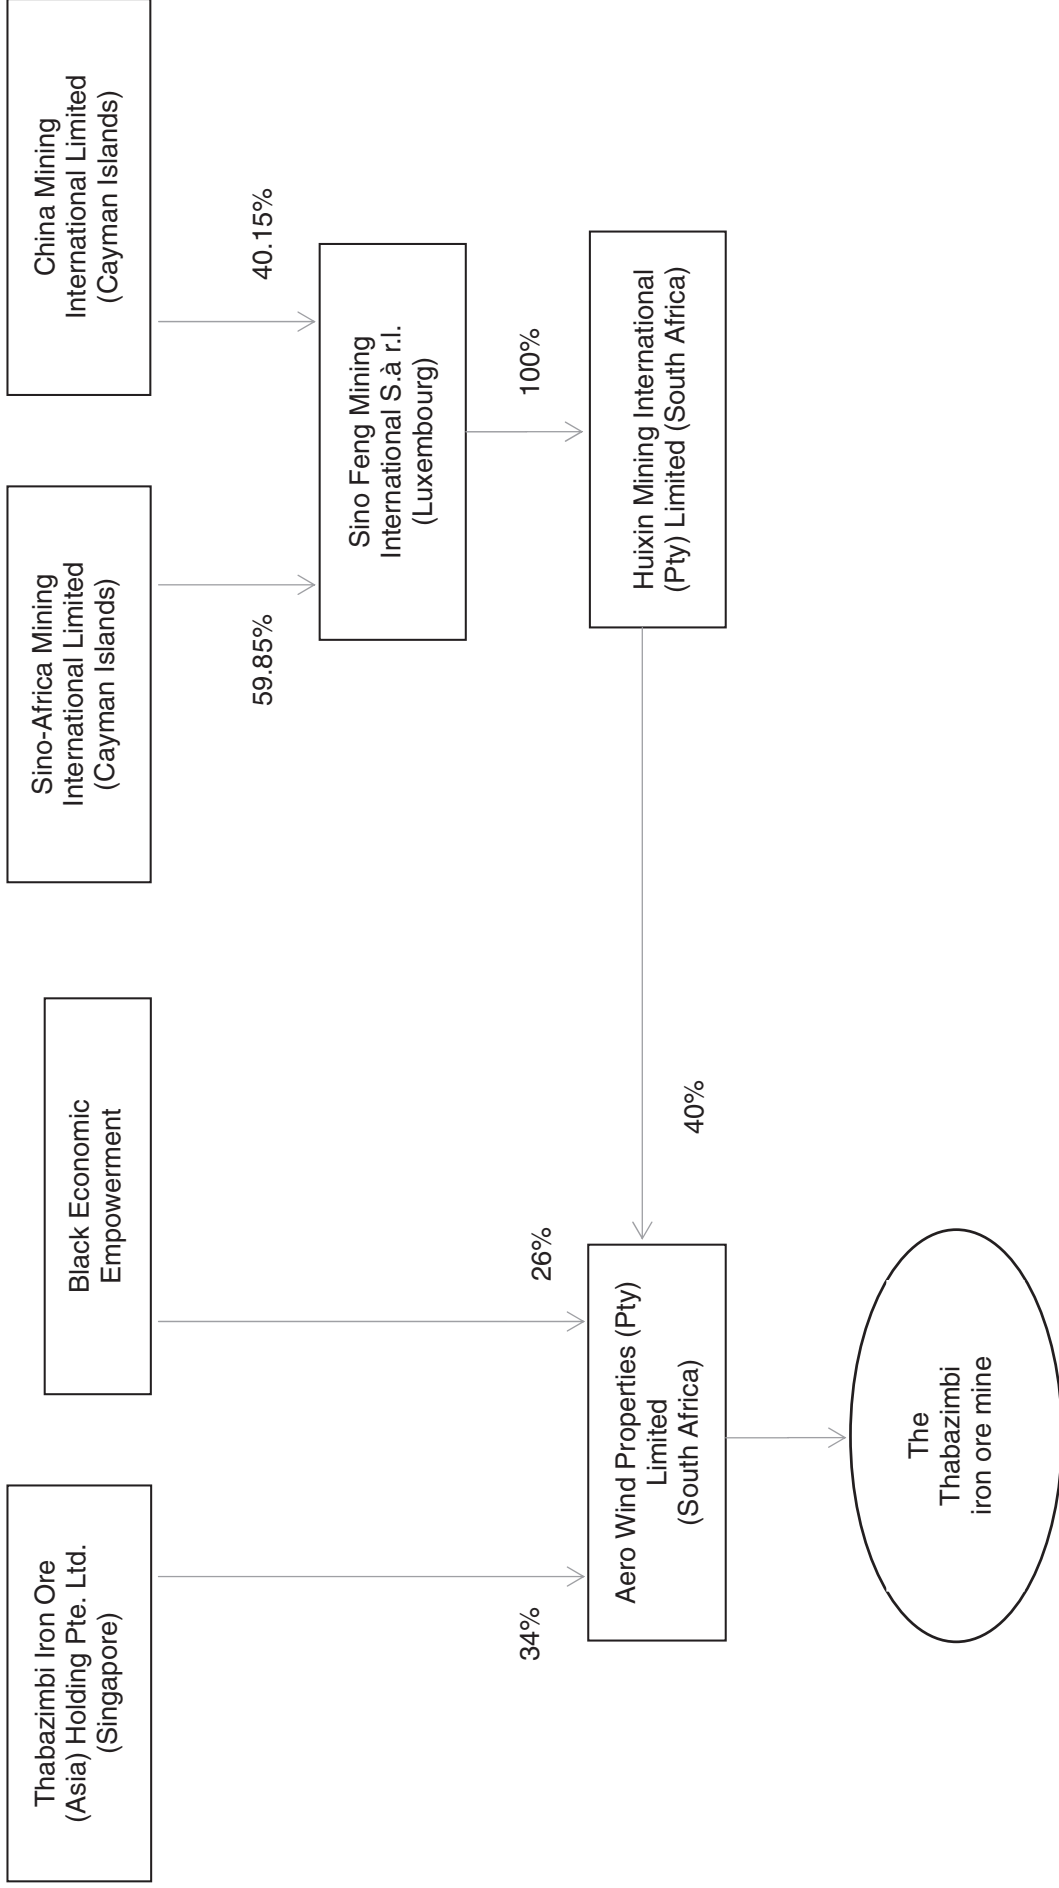 Thabazimbi Iron Ore
(Asia) Holding Pte. Ltd.
(Singapore)
Black Economic
Empowerment
Sino-Africa Mining
International Limited
(Cayman Islands)
China Mining
International Limited
(Cayman Islands)
59.85%
40.15%
Sino Feng Mining
International S.à r.l.
(Luxembourg)
34%
26%
100%
Aero Wind Properties (Pty)
Limited
(South Africa)
40%
Huixin Mining International
(Pty) Limited (South Africa)
The
Thabazimbi
iron ore mine